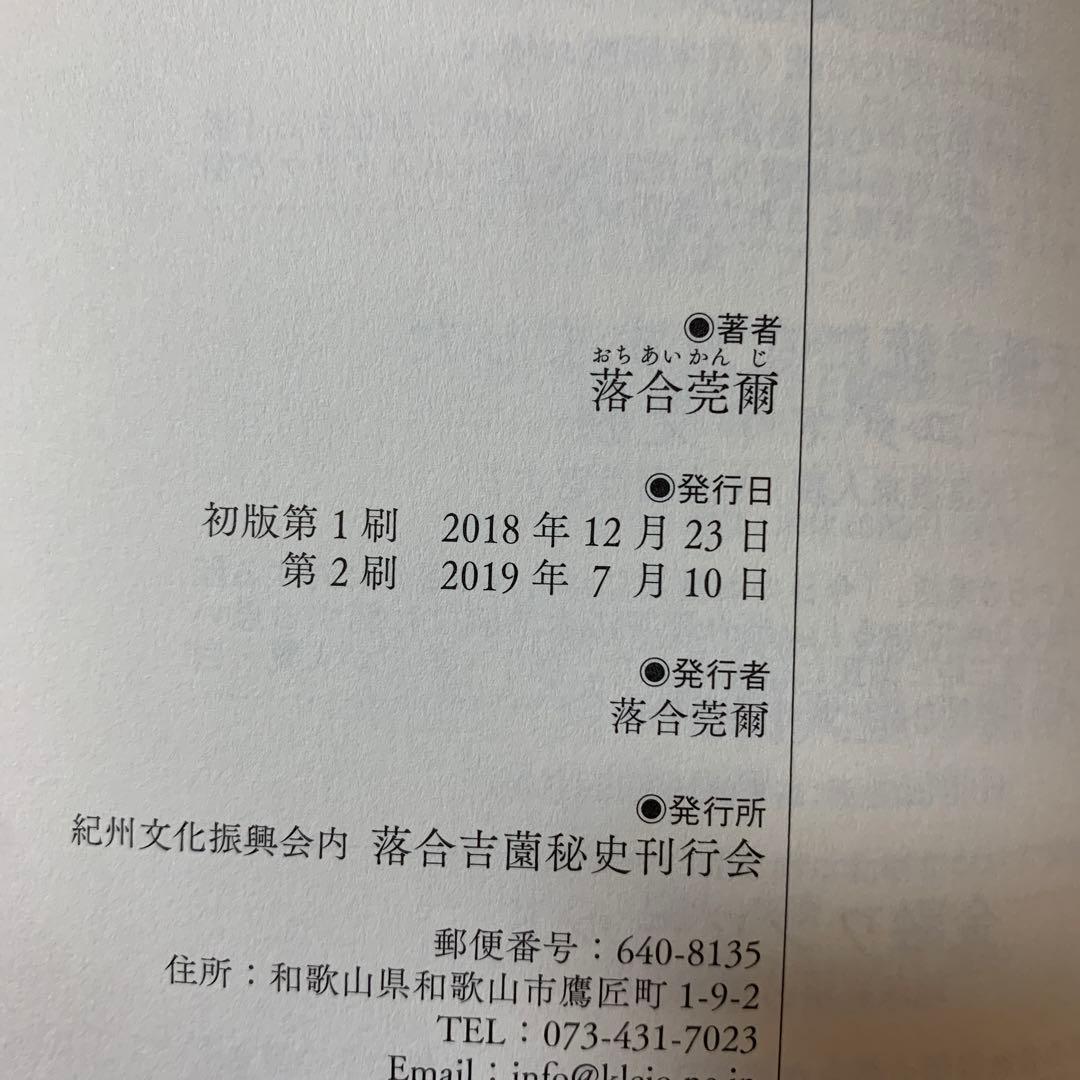 ◉著者
おち あい かん じ
落合莞爾
◉発行日
初版第1刷 2018年12月23日
第2刷 2019年 7 月10日
◉発行者
落合莞爾
◉発行所
紀州文化振興会内 落合吉薗秘史刊行会
郵便番号：640-8135
住所：和歌山県和歌山市鷹匠町 1-9-2
TEL：073-431-7023
Email：